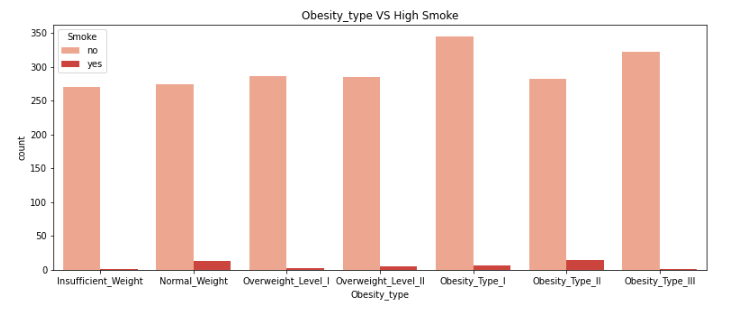 Obesity_type VS High Smoke
Smoke
no
yes
350
300
250
200
150
100
50
0
count
Insufficient_Weight
Normal_Weight
Overweight_Level_I
Overweight_Level_II
Obesity_Type_I
Obesity_Type_II
Obesity_Type_III
Obesity_type